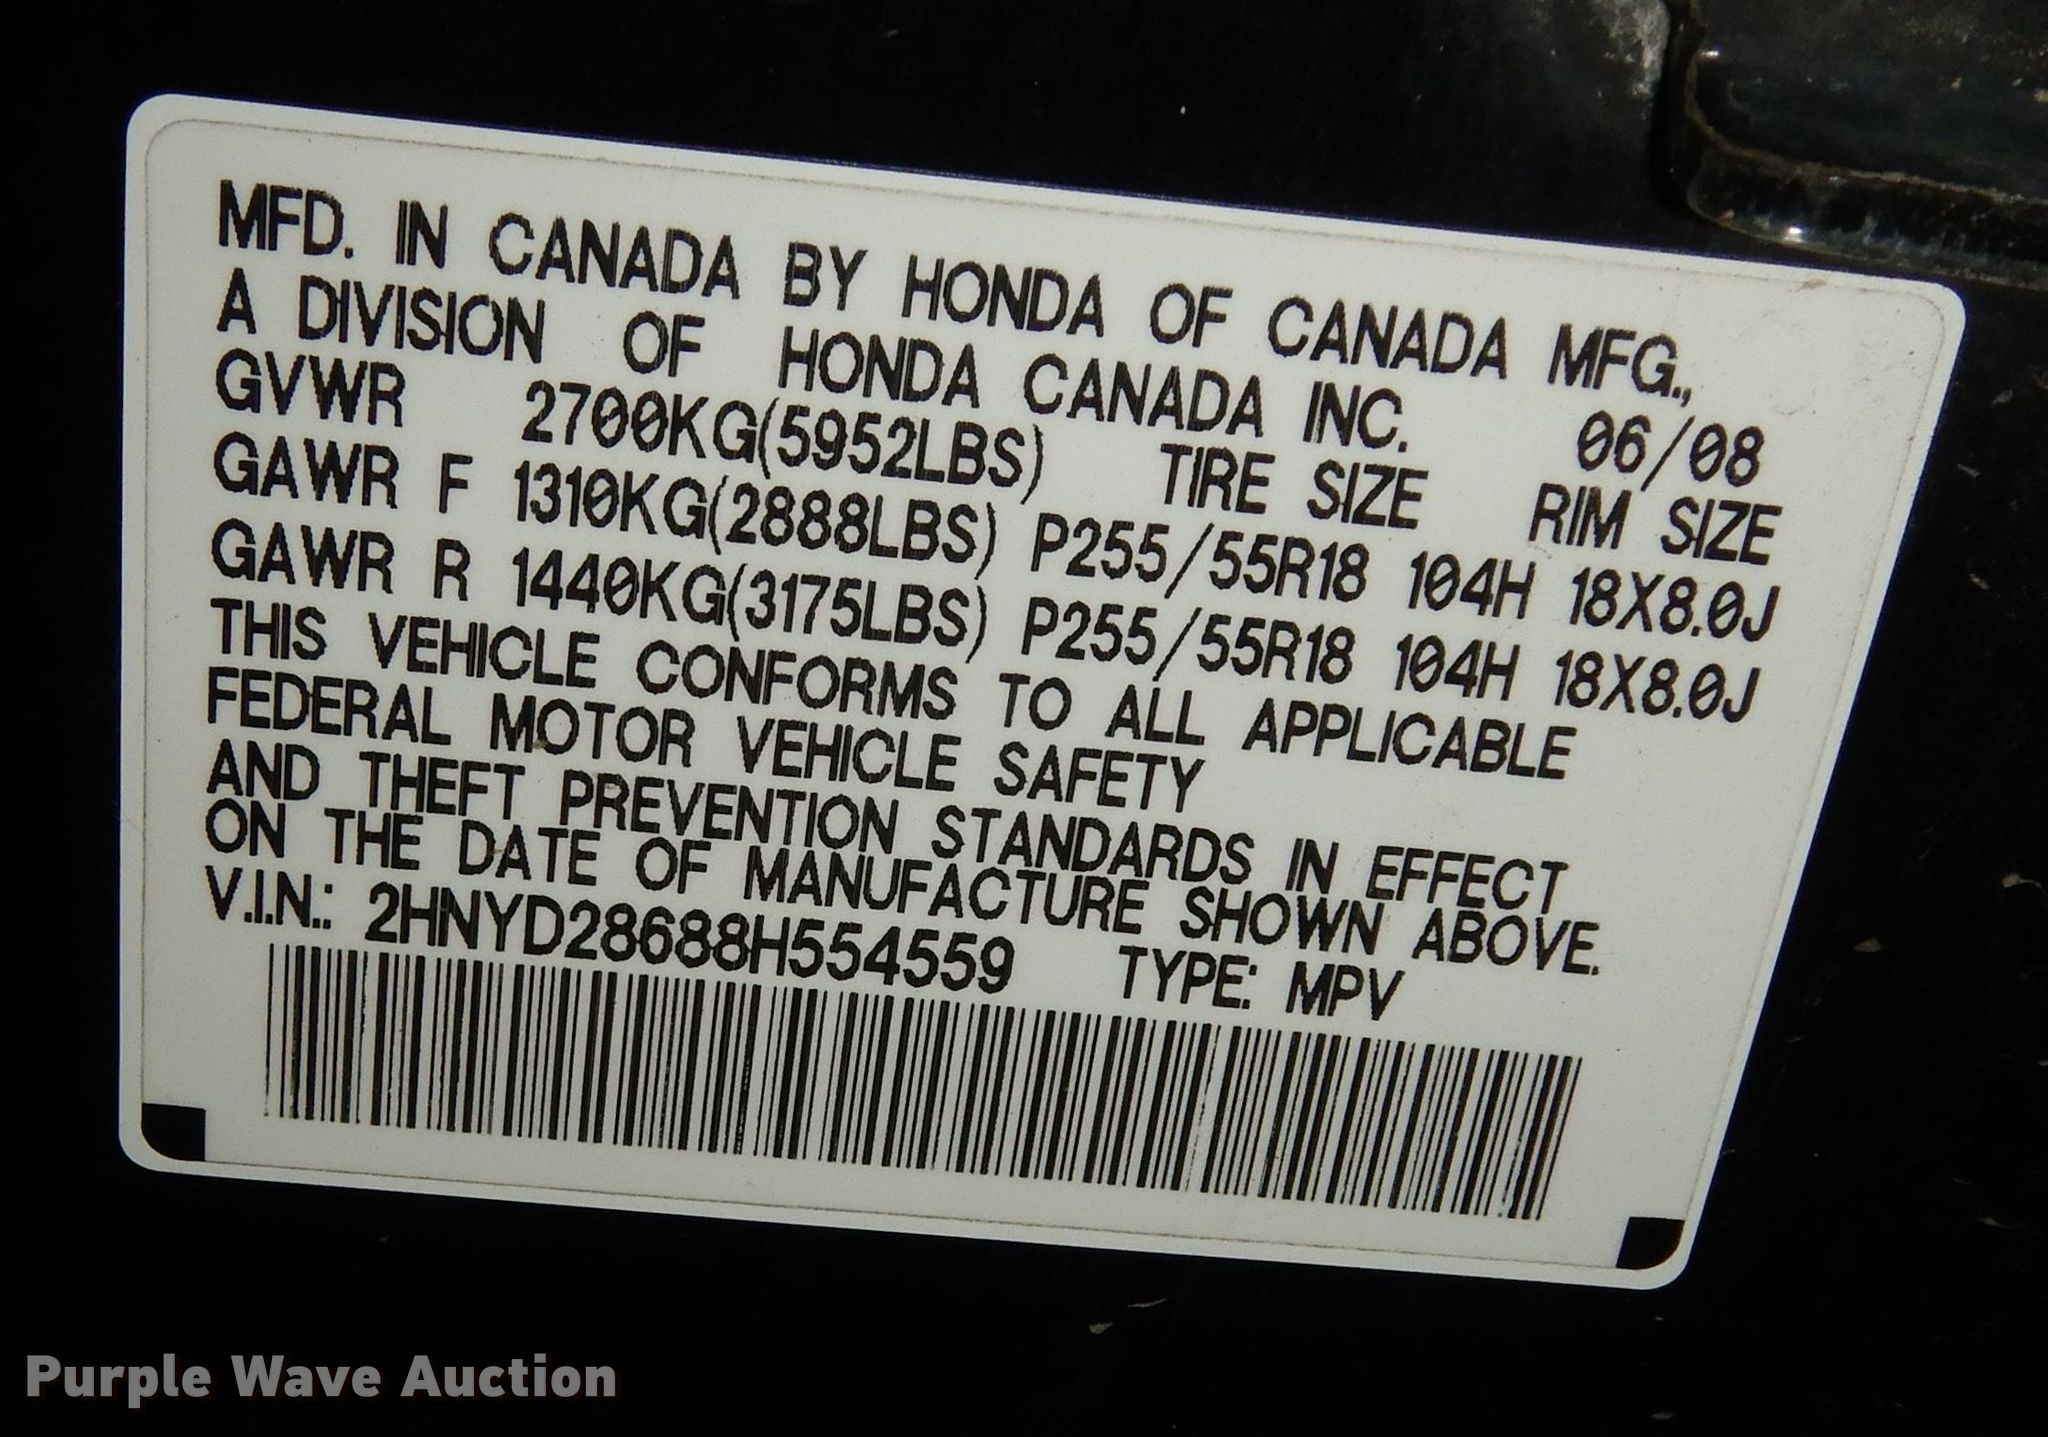 MFD. IN CANADA BY HONDA OF CANADA MFG.,
A DIVISION OF HONDA CANADA INC. 06/08
GVWR 2700KG(5952LBS) TIRE SIZE RIM SIZE
GAWR F 1310KG(2888LBS) P255/55R18 104H 18X8.0J
GAWR R 1440KG(3175LBS) P255/55R18 104H 18X8.0J
THIS VEHICLE CONFORMS TO ALL APPLICABLE
FEDERAL MOTOR VEHICLE SAFETY
AND THEFT PREVENTION STANDARDS IN EFFECT
ON THE DATE OF MANUFACTURE SHOWN ABOVE.
V.I.N.: 2HNYD28688H554559 TYPE: MPV
Purple Wave Auction